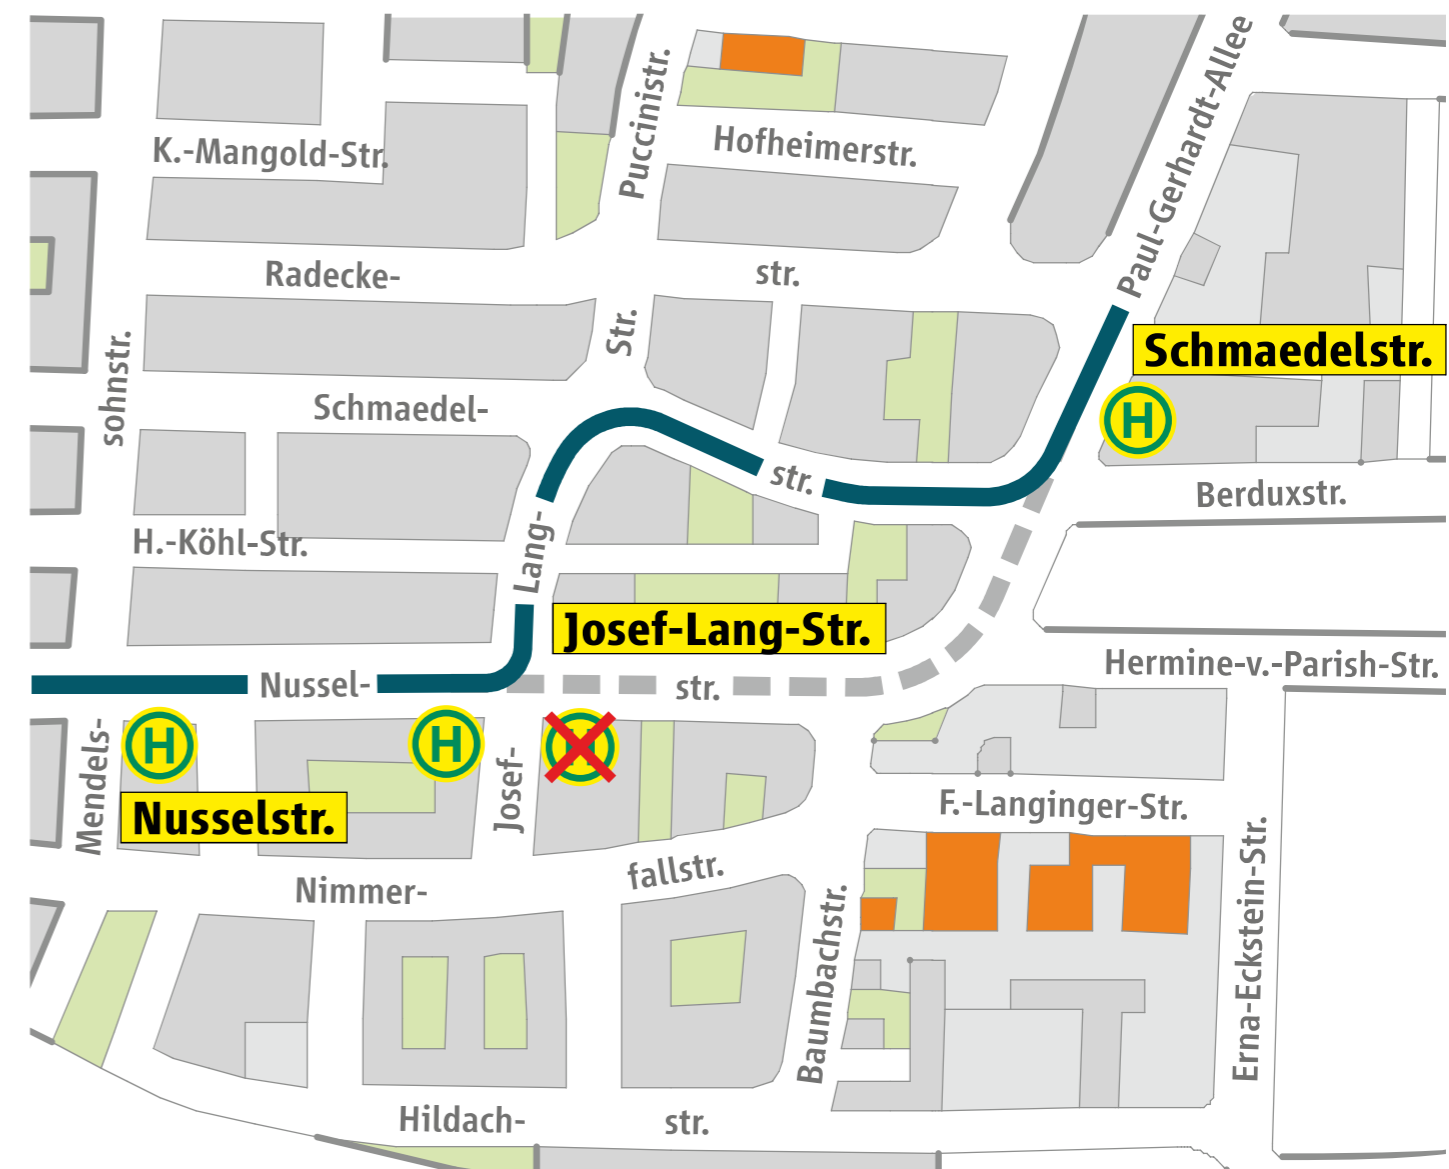 Puccinistr.
Paul-Gerhardt-Allee
Hofheimerstr.
K.-Mangold-Str.
Radecke-
str.
Str.
sohnstr.
Schmaedelstr.
H
Schmaedel-
str.
Berduxstr.
Lang-
H.-Köhl-Str.
Josef-Lang-Str.
Hermine-v.-Parish-Str.
Nussel-
str.
H
H
H
Mendels-
Josef-
Nusselstr.
F.-Langinger-Str.
fallstr.
Nimmer-
Baumbachstr.
Erna-Eckstein-Str.
Hildach-
str.